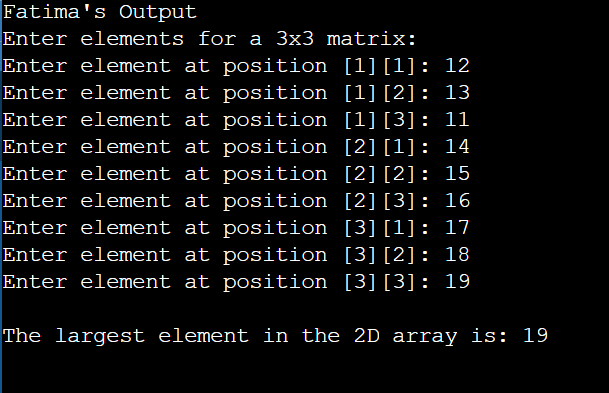 Fatima's Output
Enter elements for a 3x3 matrix:
Enter element at position [1][1]: 12
Enter element at position [1][2]: 13
Enter element at position [1][3]: 11
Enter element at position [2][1]: 14
Enter element at position [2][2]: 15
Enter element at position [2][3]: 16
Enter element at position [3][1]: 17
Enter element at position [3][2]: 18
Enter element at position [3][3]: 19
The largest element in the 2D array is: 19